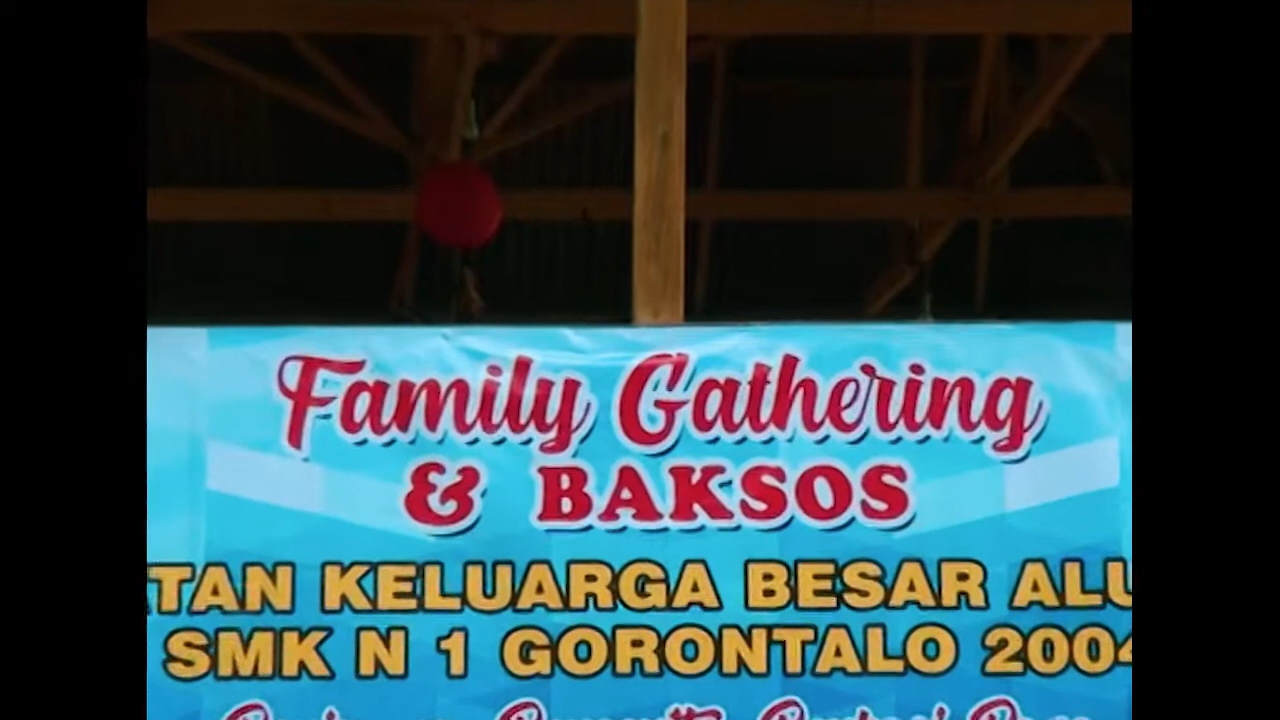 Family Gathering
& BAKSOS
TAN KELUARGA BESAR ALU
SMK N 1 GORONTALO 2004